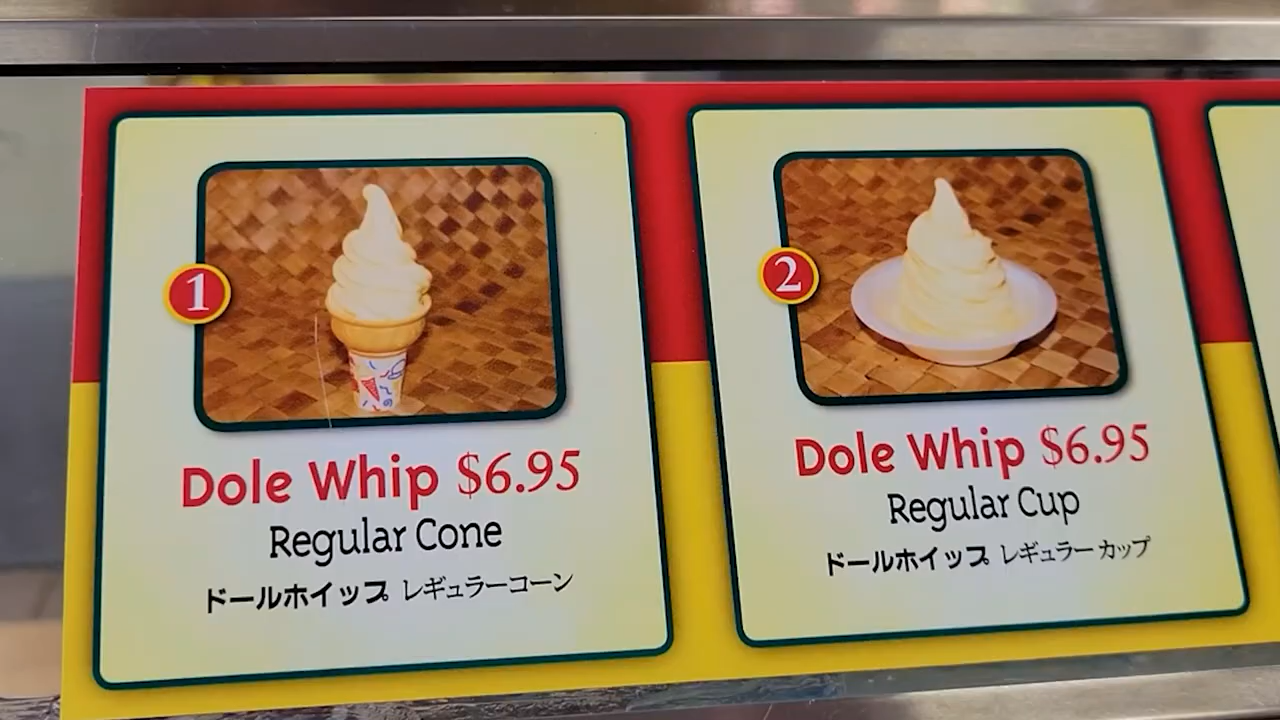 1
Dole Whip $6.95
Regular Cone
ドールホイップ レギュラーコーン
2
Dole Whip $6.95
Regular Cup
ドールホイップ レギュラー カップ